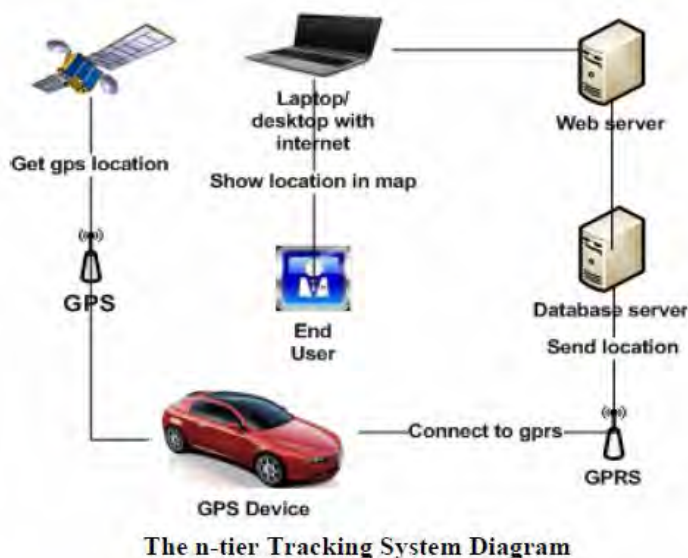 Get gps location
GPS
Laptop/
desktop with
internet
Show location in map
End
User
Web server
Database server
Send location
GPS Device
Connect to gprs
GPRS
The n-tier Tracking System Diagram